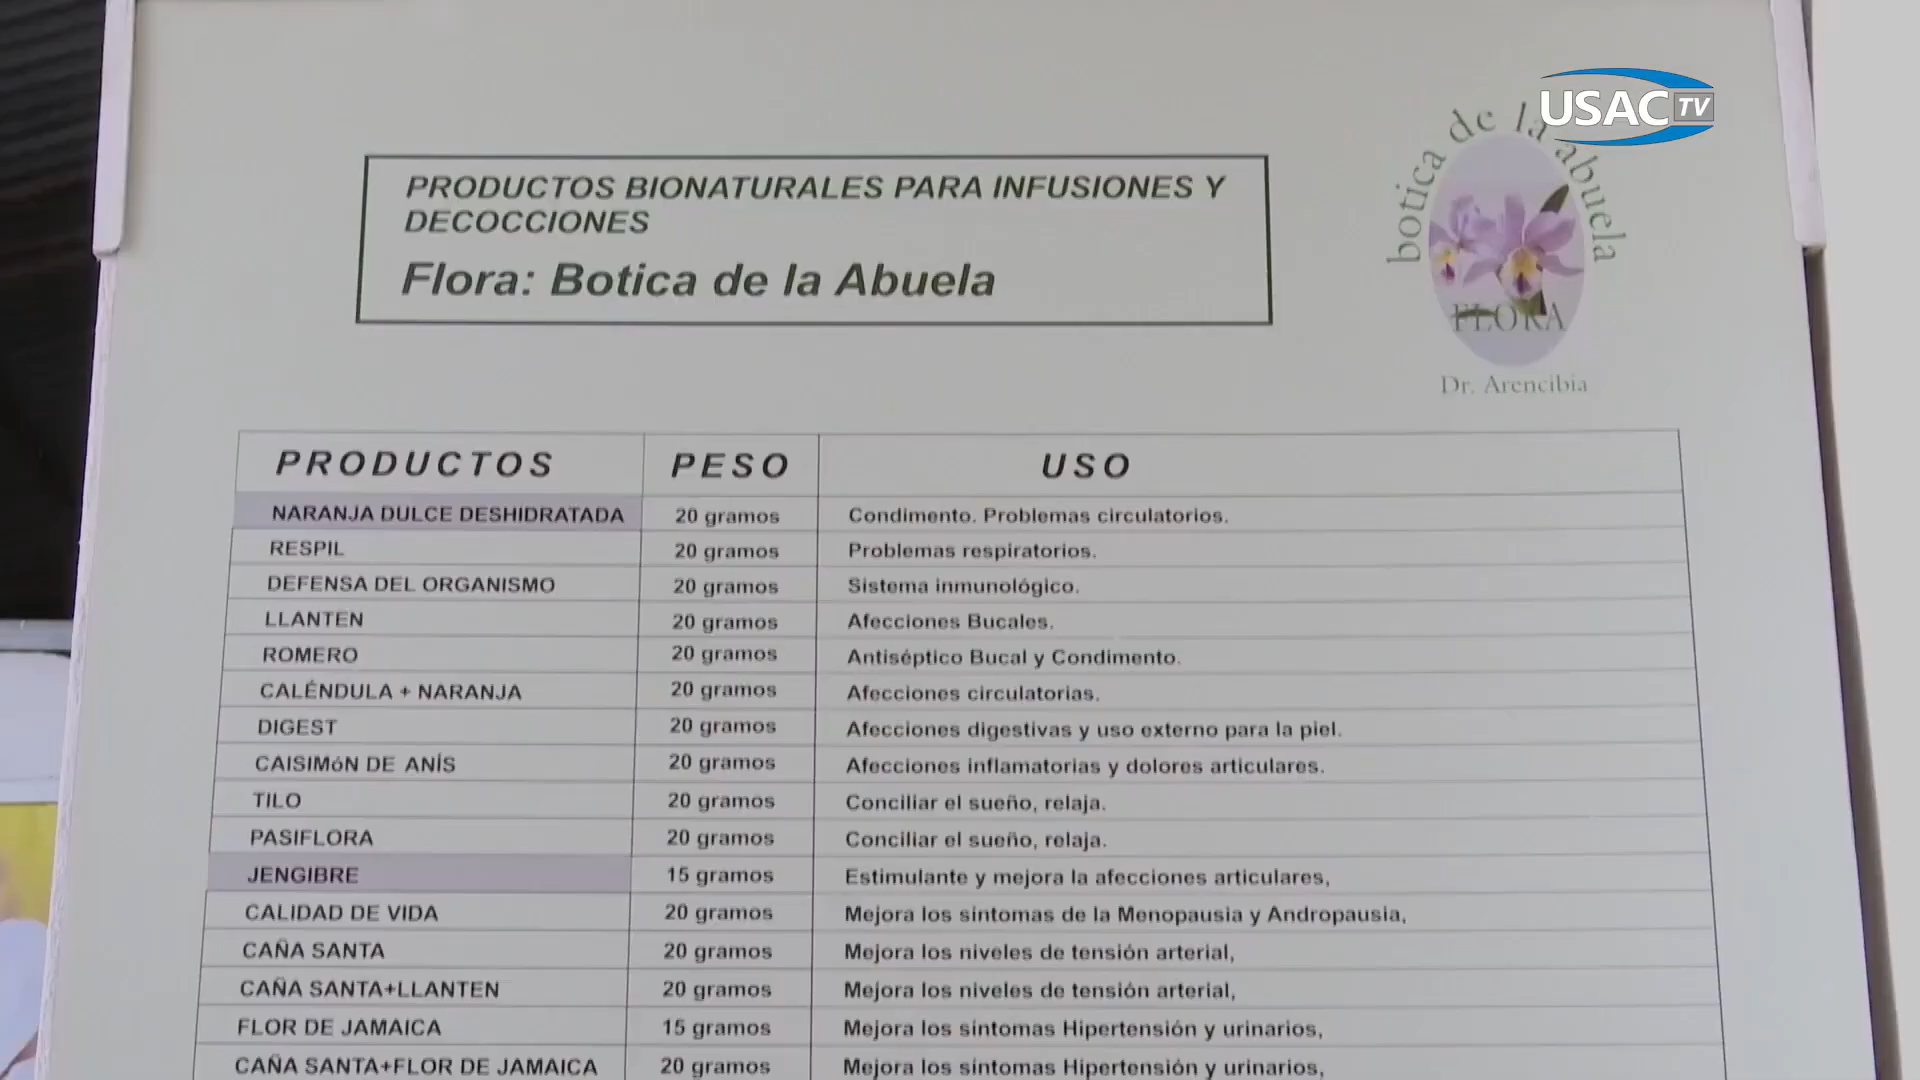 USAC TV
botica de la abuela
FLORA
Dr. Arencibia
PRODUCTOS BIONATURALES PARA INFUSIONES Y
DECOCCIONES
Flora: Botica de la Abuela
PRODUCTOS PESO USO
NARANJA DULCE DESHIDRATADA 20 gramos Condimento. Problemas circulatorios.
RESPIL 20 gramos Problemas respiratorios.
DEFENSA DEL ORGANISMO 20 gramos Sistema inmunológico.
LLANTEN 20 gramos Afecciones Bucales.
ROMERO 20 gramos Antiséptico Bucal y Condimento.
CALÉNDULA + NARANJA 20 gramos Afecciones circulatorias.
DIGEST 20 gramos Afecciones digestivas y uso externo para la piel.
CAISIMóN DE ANÍS 20 gramos Afecciones inflamatorias y dolores articulares.
TILO 20 gramos Conciliar el sueño, relaja.
PASIFLORA 20 gramos Conciliar el sueño, relaja.
JENGIBRE 15 gramos Estimulante y mejora la afecciones articulares,
CALIDAD DE VIDA 20 gramos Mejora los síntomas de la Menopausia y Andropausia,
CAÑA SANTA 20 gramos Mejora los niveles de tensión arterial,
CAÑA SANTA+LLANTEN 20 gramos Mejora los niveles de tensión arterial,
FLOR DE JAMAICA 15 gramos Mejora los síntomas Hipertensión y urinarios,
CAÑA SANTA+FLOR DE JAMAICA 20 gramos Mejora los síntomas Hipertensión y urinarios,